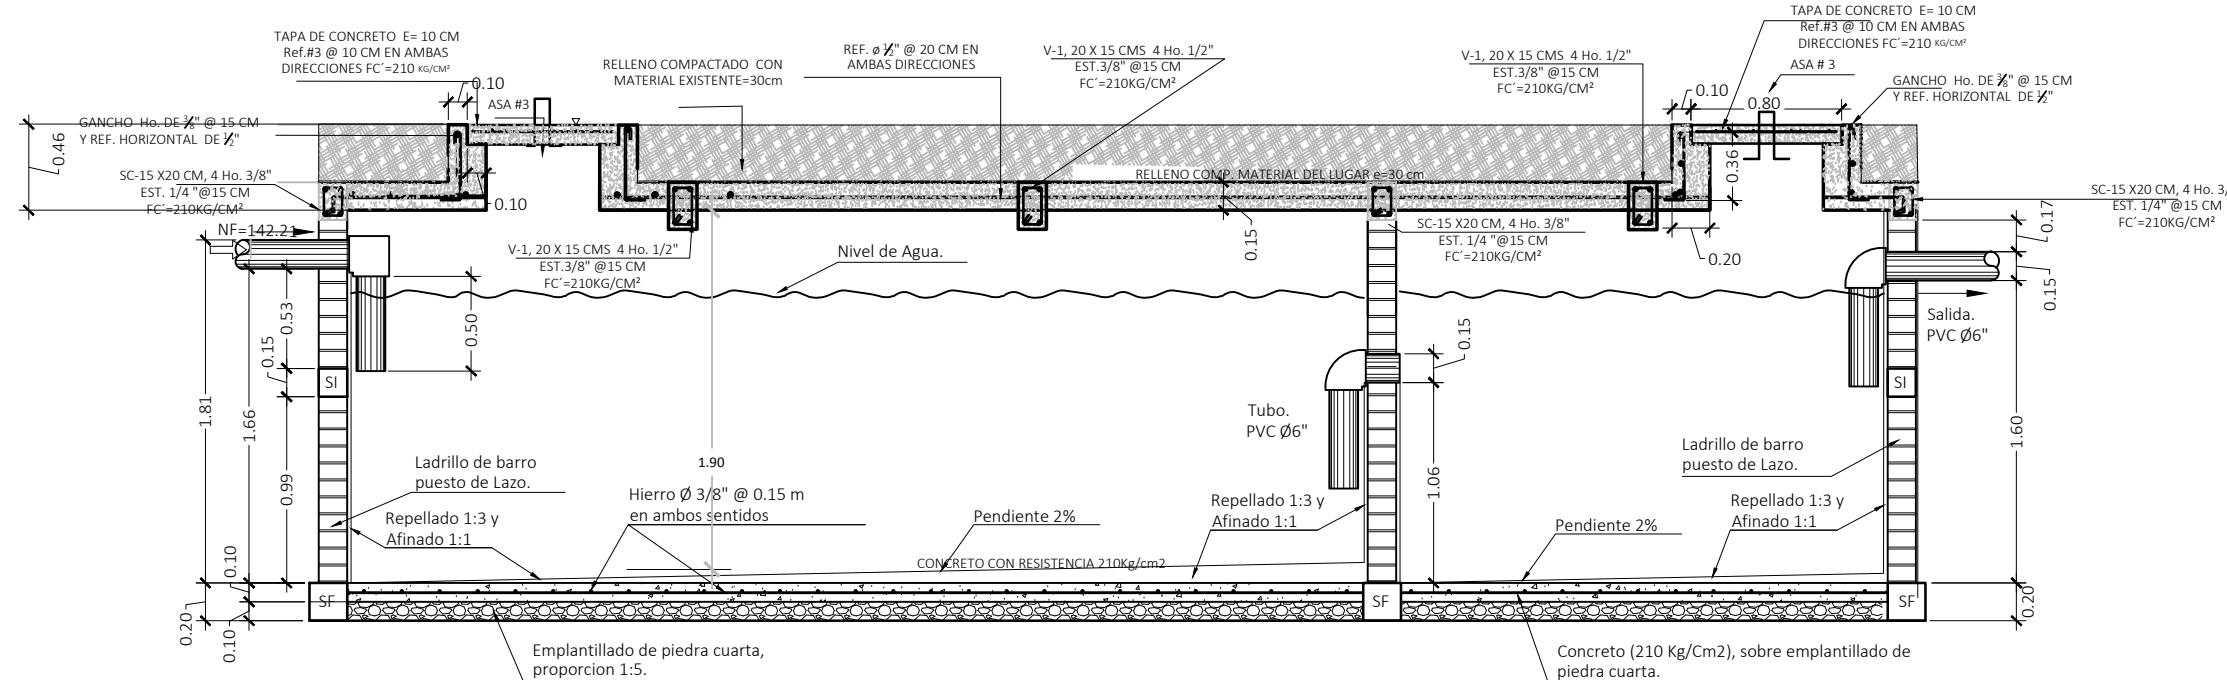 TAPA DE CONCRETO E= 10 CM
Ref.#3 @ 10 CM EN AMBAS
DIRECCIONES FC´=210 KG/CM²
0.10
ASA #3
GANCHO Ho. DE 3/8" @ 15 CM
Y REF. HORIZONTAL DE 1/2"
0.46
SC-15 X20 CM, 4 Ho. 3/8"
EST. 1/4 "@15 CM
FC´=210KG/CM²
0.10
NF=142.21
RELLENO COMPACTADO CON
MATERIAL EXISTENTE=30cm
REF. ø 1/2" @ 20 CM EN
AMBAS DIRECCIONES
V-1, 20 X 15 CMS 4 Ho. 1/2"
EST.3/8" @15 CM
FC´=210KG/CM²
V-1, 20 X 15 CMS 4 Ho. 1/2"
EST.3/8" @15 CM
FC´=210KG/CM²
TAPA DE CONCRETO E= 10 CM
Ref.#3 @ 10 CM EN AMBAS
DIRECCIONES FC´=210 KG/CM²
ASA # 3
GANCHO Ho. DE 3/8" @ 15 CM
Y REF. HORIZONTAL DE 1/2"
0.10
0.80
0.36
RELLENO COMP. MATERIAL DEL LUGAR e=30 cm
SC-15 X20 CM, 4 Ho. 3/
EST. 1/4 "@15 CM
FC´=210KG/CM²
V-1, 20 X 15 CMS 4 Ho. 1/2"
EST.3/8" @15 CM
FC´=210KG/CM²
Nivel de Agua.
0.15
SC-15 X20 CM, 4 Ho. 3/8"
EST. 1/4 "@15 CM
FC´=210KG/CM²
0.20
0.17
0.15
Salida.
PVC Ø6"
0.53
0.50
0.15
0.15
SI
SI
1.81
1.66
0.99
1.90
Tubo.
PVC Ø6"
1.06
1.60
Ladrillo de barro
puesto de Lazo.
Ladrillo de barro
puesto de Lazo.
Hierro Ø 3/8" @ 0.15 m
en ambos sentidos
Repellado 1:3 y
Afinado 1:1
Pendiente 2%
Repellado 1:3 y
Afinado 1:1
Pendiente 2%
Repellado 1:3 y
Afinado 1:1
CONCRETO CON RESISTENCIA 210Kg/cm2
0.10
0.20
0.10
SF
SF
SF
0.20
Emplantillado de piedra cuarta,
proporcion 1:5.
Concreto (210 Kg/Cm2), sobre emplantillado de
piedra cuarta.